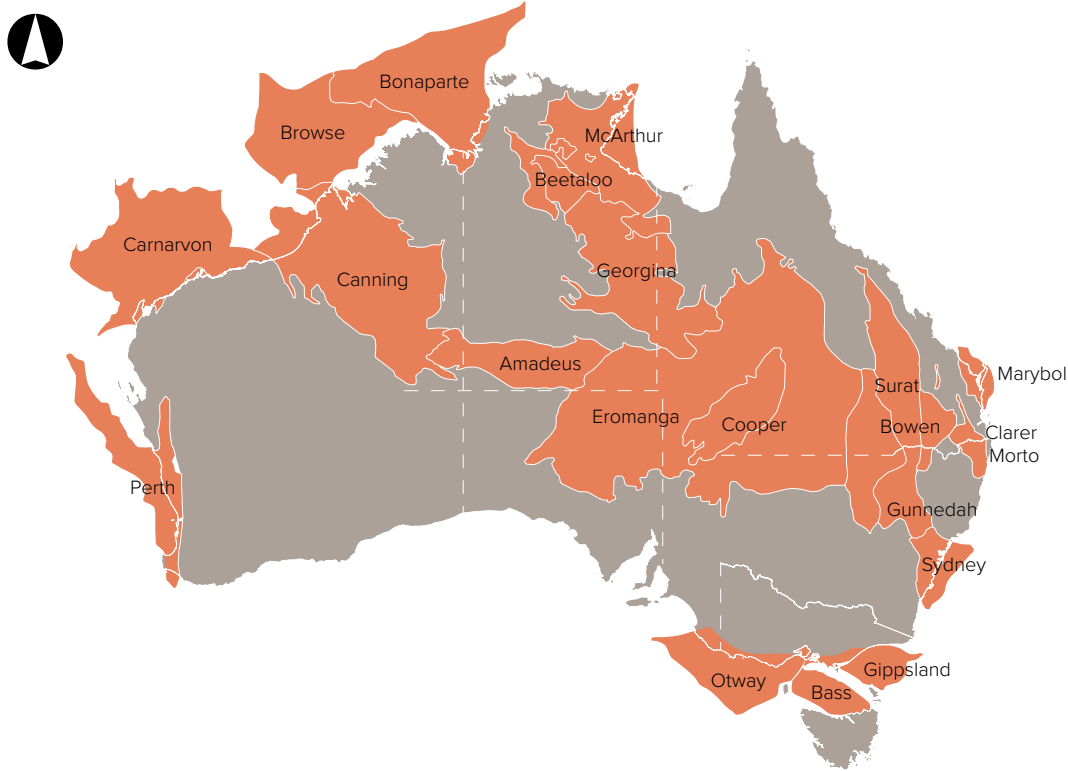 Bonaparte
Browse
McArthur
Beetaloo
Carnarvon
Georgina
Canning
Amadeus
Marybol
Surat
Eromanga
Cooper
Bowen
Clarer
Morto
Perth
Gunnedah
Sydney
Gippsland
Otway
Bass